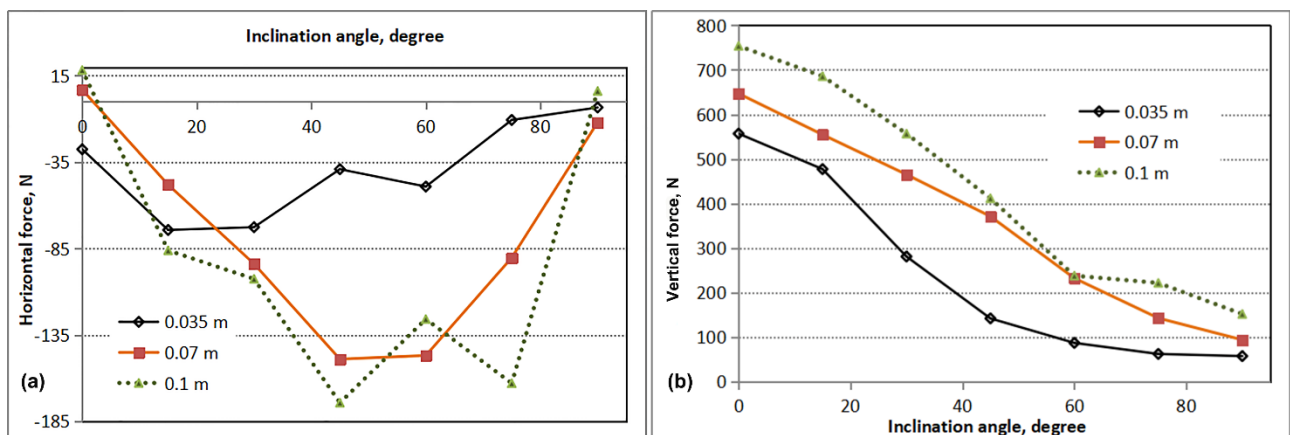 Inclination angle, degree
15
0 20 40 60 80
-35
-85
-135
-185
Horizontal force, N
0.035 m
0.07 m
0.1 m
(a)
800
700
600
500
400
300
200
100
0
Vertical force, N
0.035 m
0.07 m
0.1 m
(b)
0 20 40 60 80
Inclination angle, degree